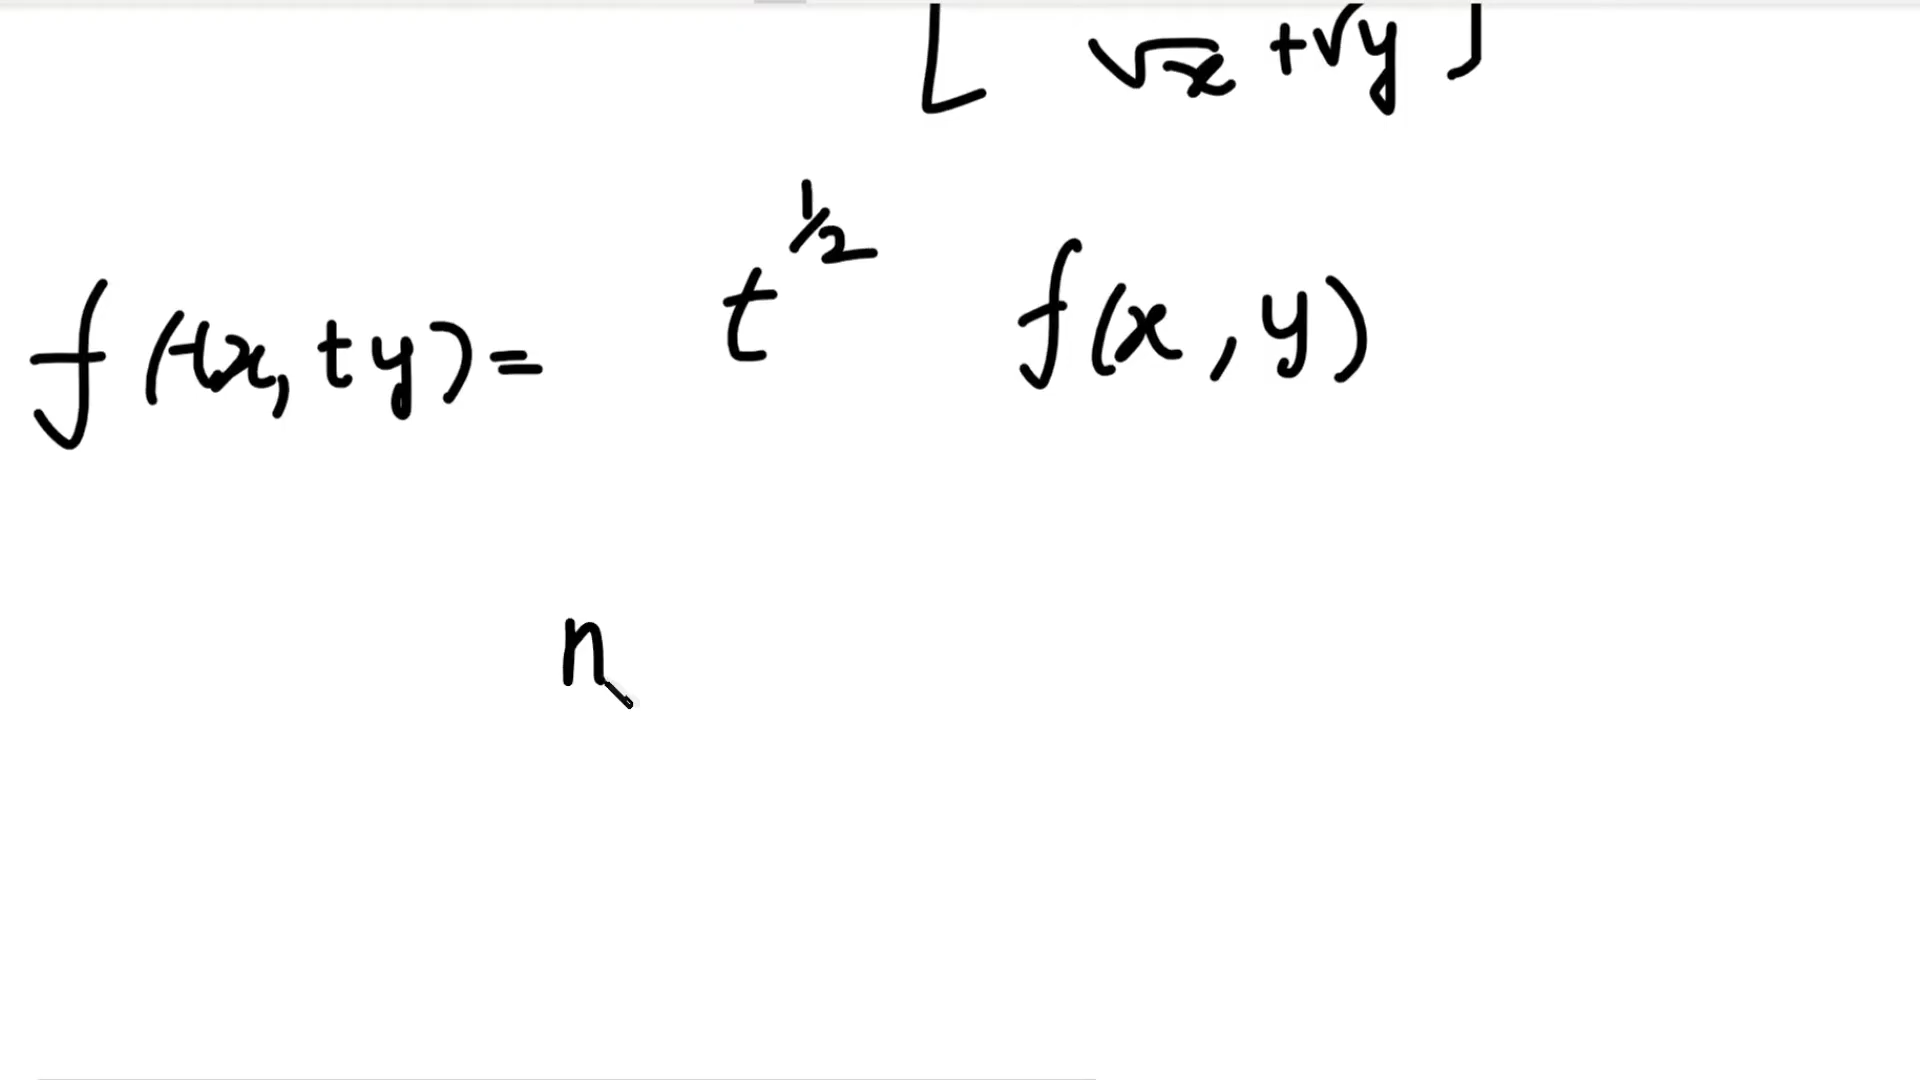 [ √x + √y ]
f(tx, ty) = t^{1/2} f(x, y)
n